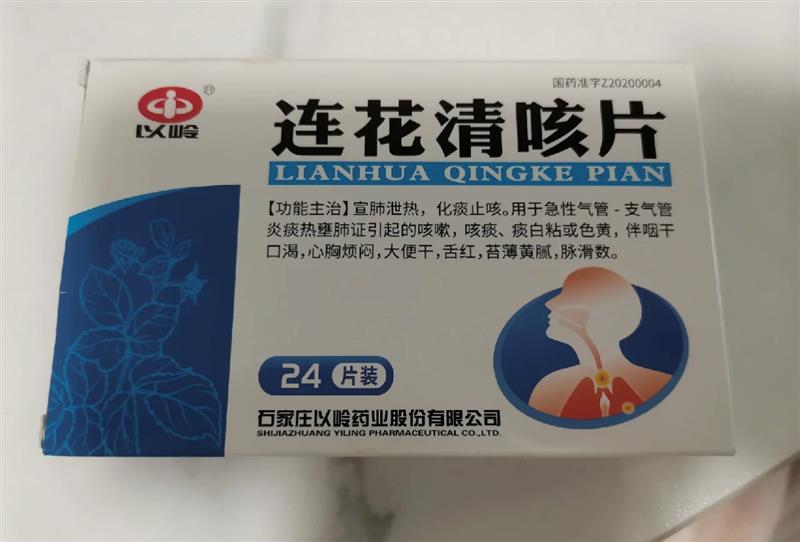 国药准字Z20200004
以岭®
连花清咳片
LIANHUA QINGKE PIAN
【功能主治】宣肺泄热，化痰止咳。用于急性气管-支气管
炎痰热壅肺证引起的咳嗽，咳痰、痰白粘或色黄，伴咽干
口渴，心胸烦闷，大便干，舌红，苔薄黄腻，脉滑数。
24片装
石家庄以岭药业股份有限公司
SHIJIAZHUANG YILING PHARMACEUTICAL CO.,LTD.